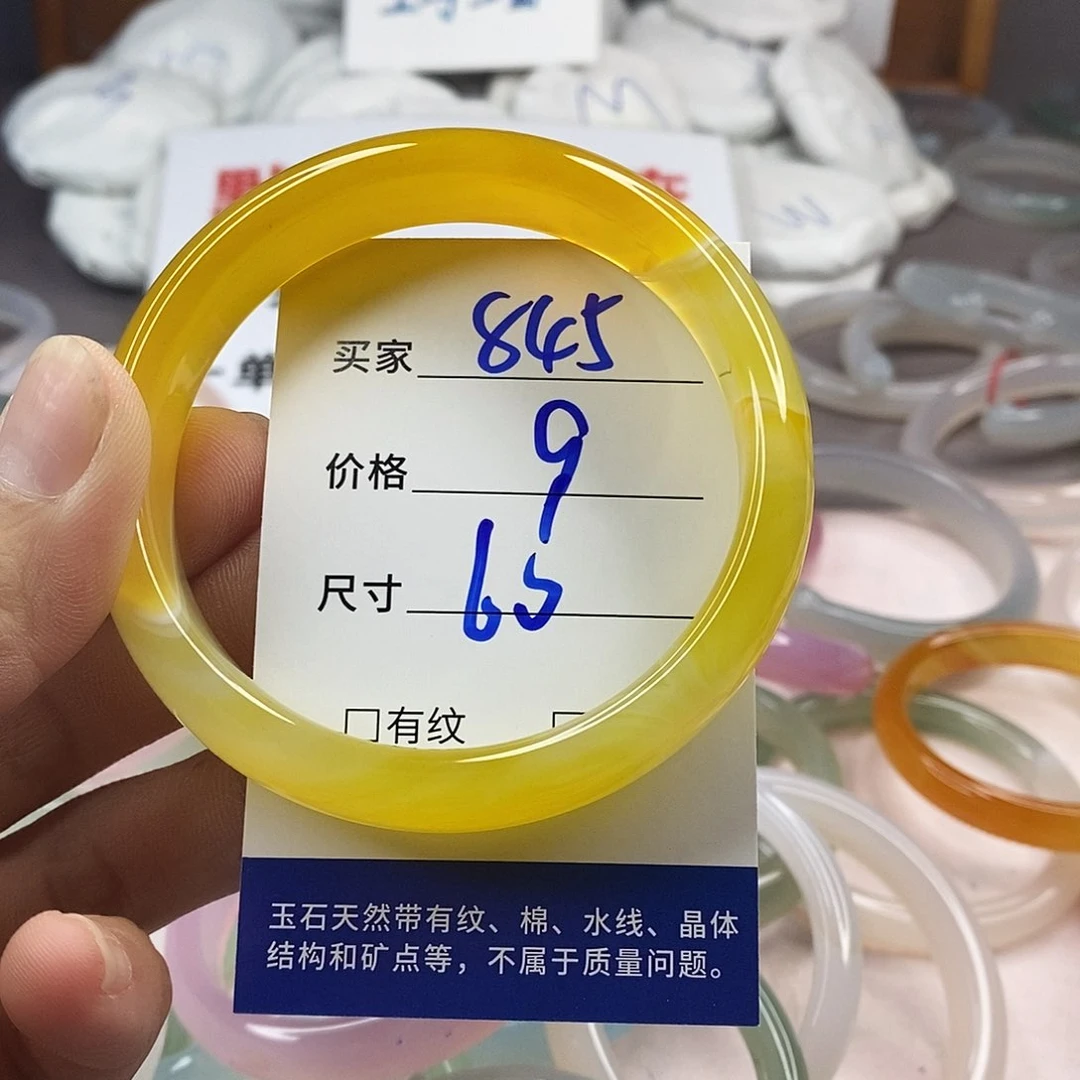 买家 845
价格 9
尺寸 65
□有纹
玉石天然带有纹、棉、水线、晶体
结构和矿点等，不属于质量问题。
单